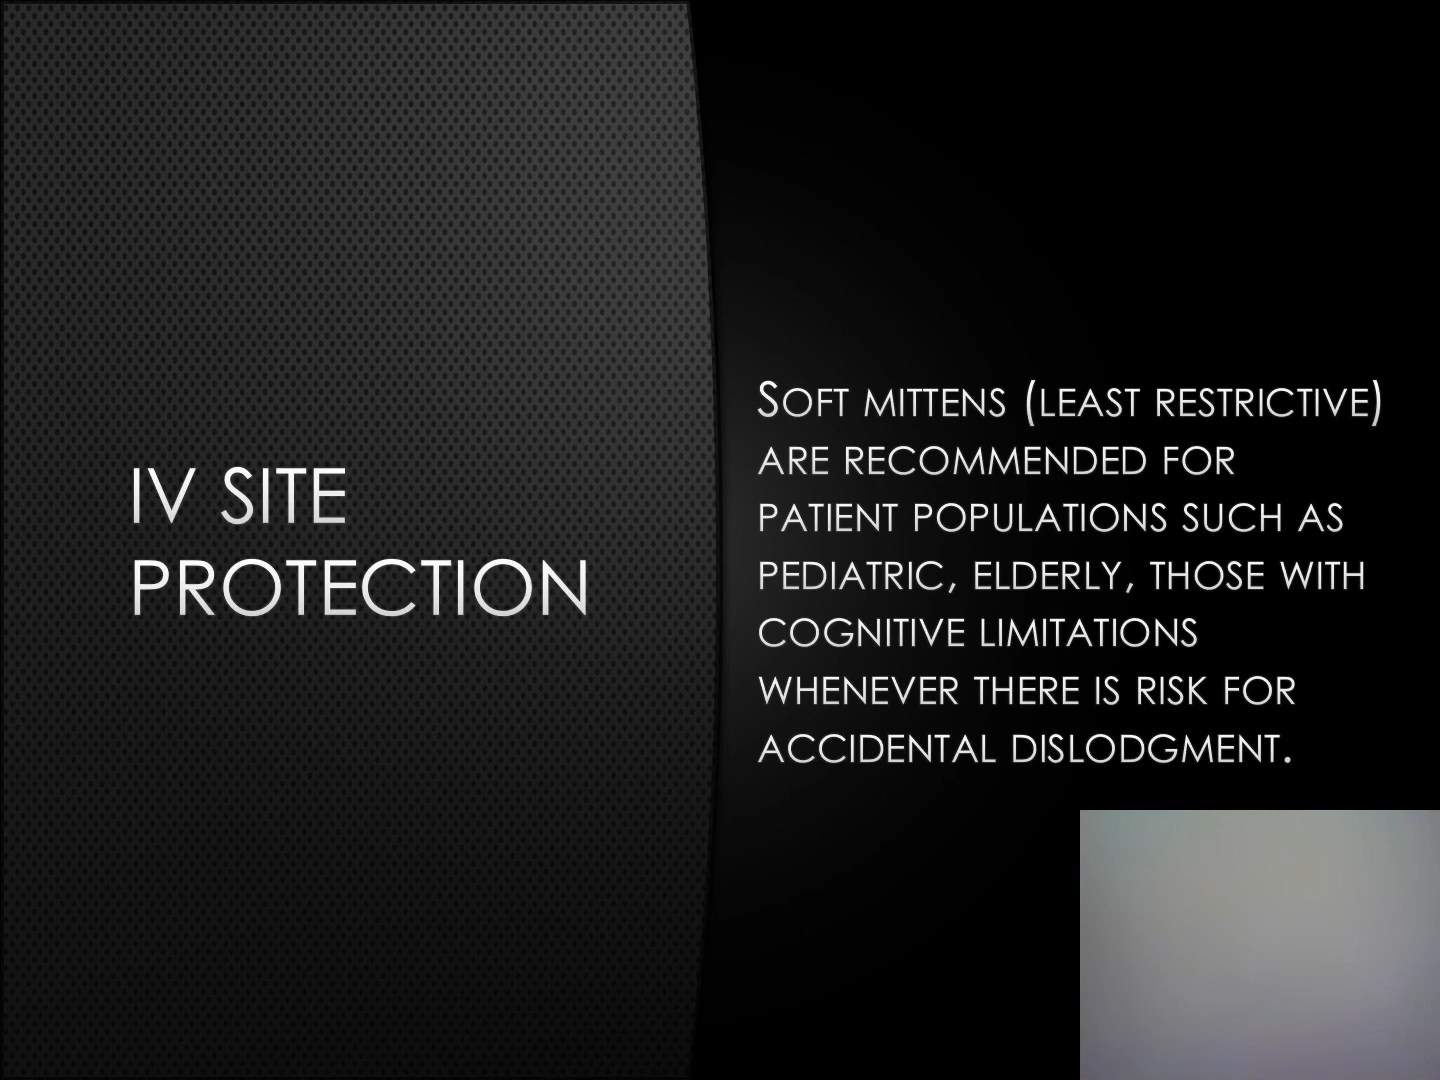 IV SITE
PROTECTION
Soft mittens (least restrictive)
are recommended for
patient populations such as
pediatric, elderly, those with
cognitive limitations
whenever there is risk for
accidental dislodgment.